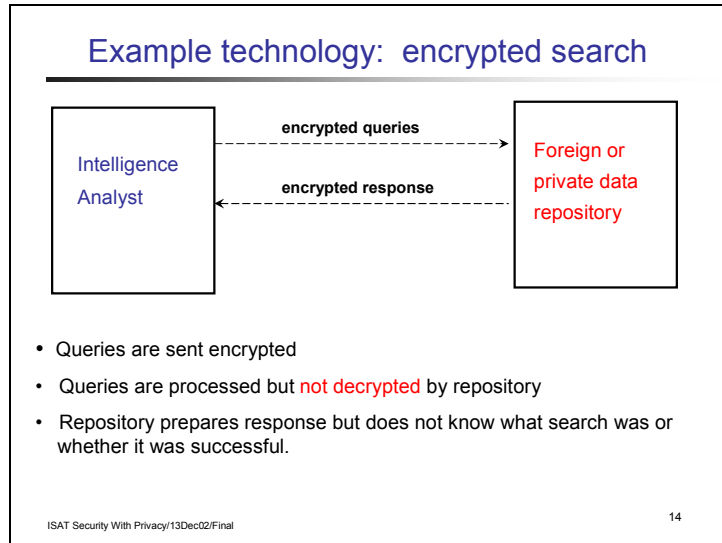 Example technology: encrypted search
Intelligence
Analyst
encrypted queries
encrypted response
Foreign or
private data
repository
• Queries are sent encrypted
• Queries are processed but not decrypted by repository
• Repository prepares response but does not know what search was or
whether it was successful.
ISAT Security With Privacy/13Dec02/Final
14